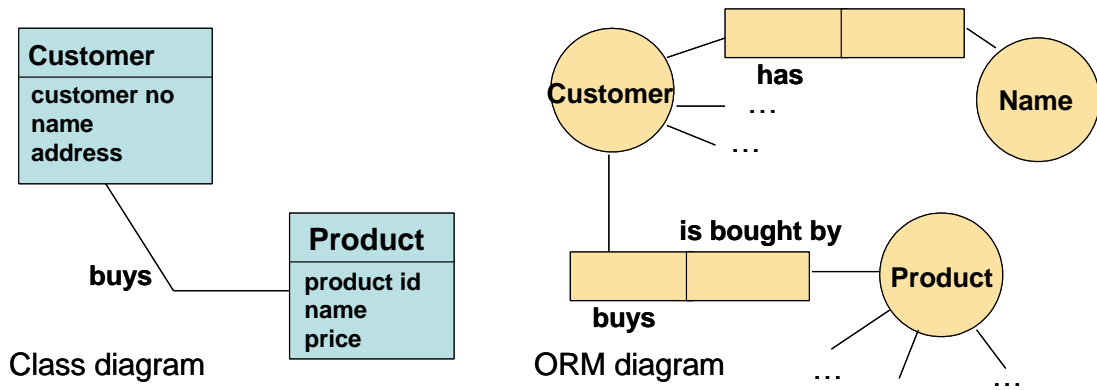 Customer
customer no
name
address
buys
Product
product id
name
price
Class diagram
Customer
has
Name
...
...
is bought by
buys
Product
...
...
ORM diagram